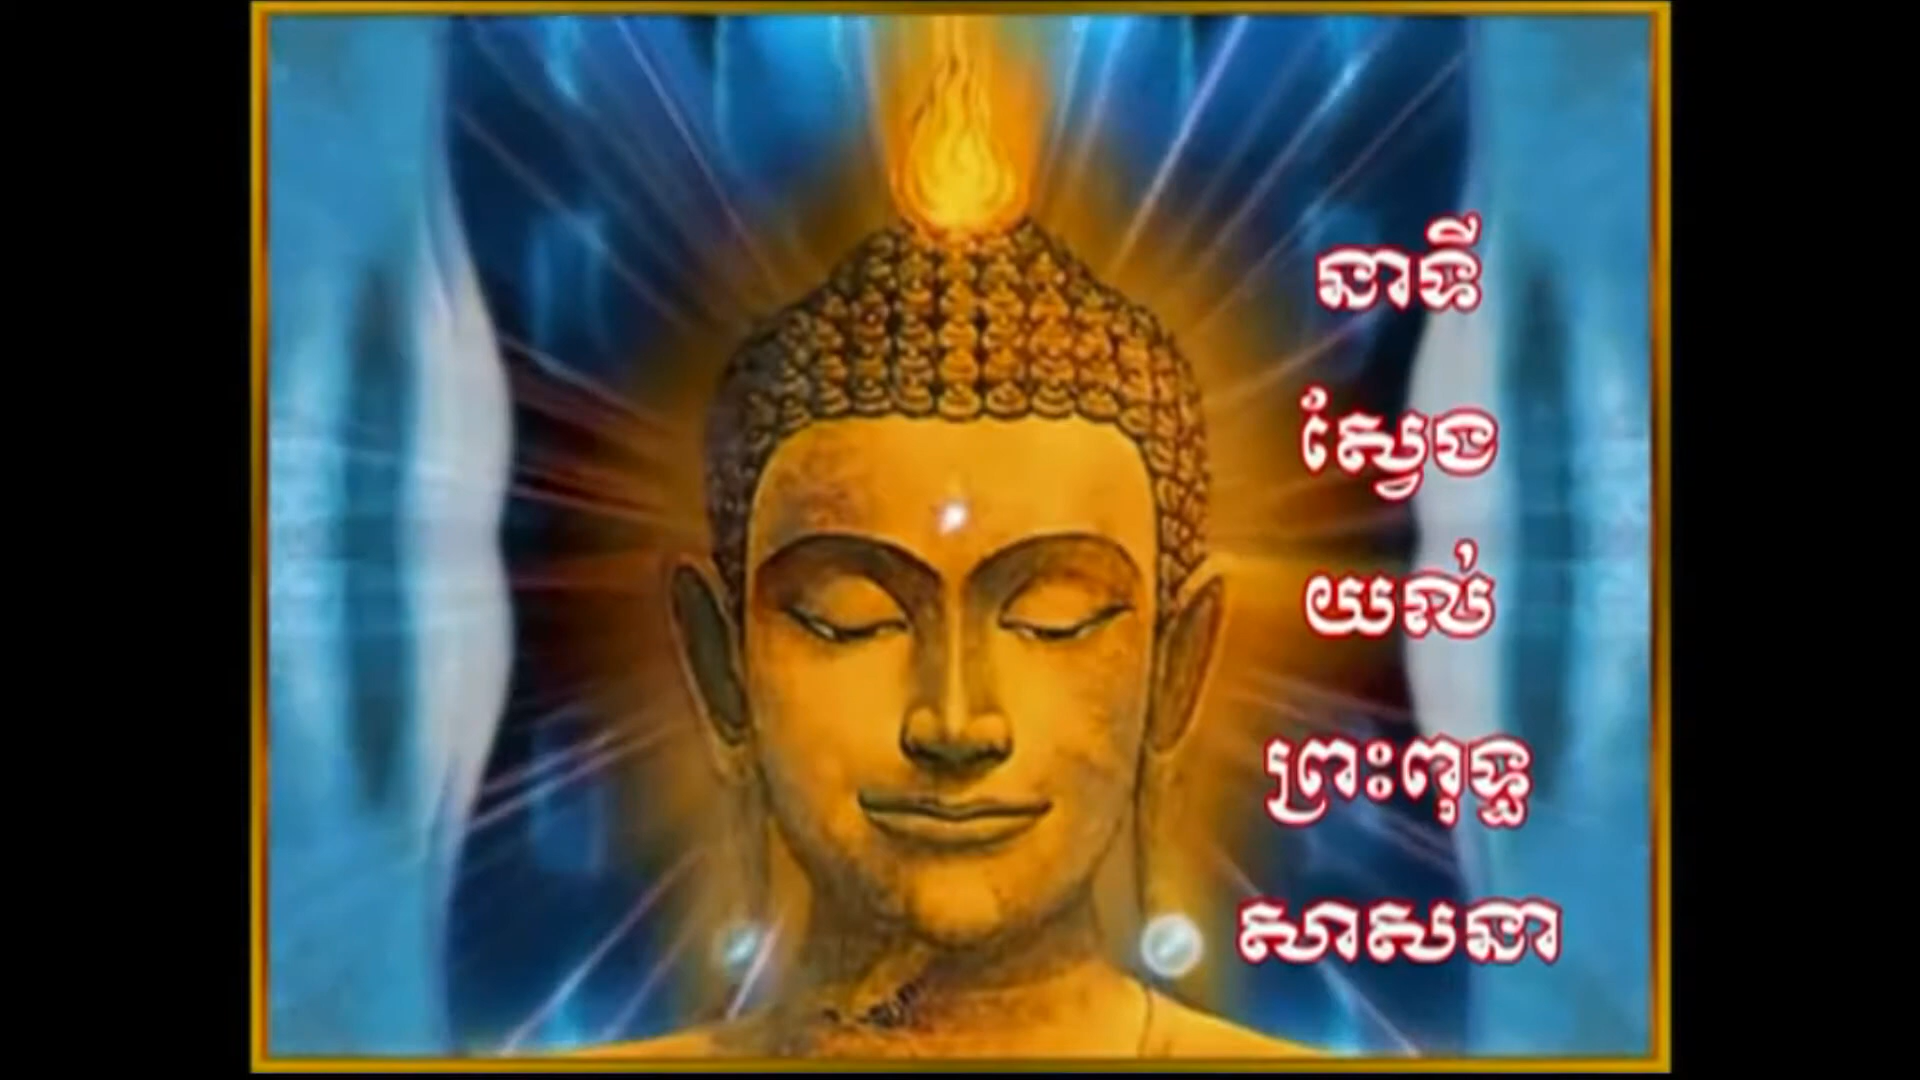 នាទី
ស្វែង
យល់
ព្រះពុទ្ធ
សាសនា